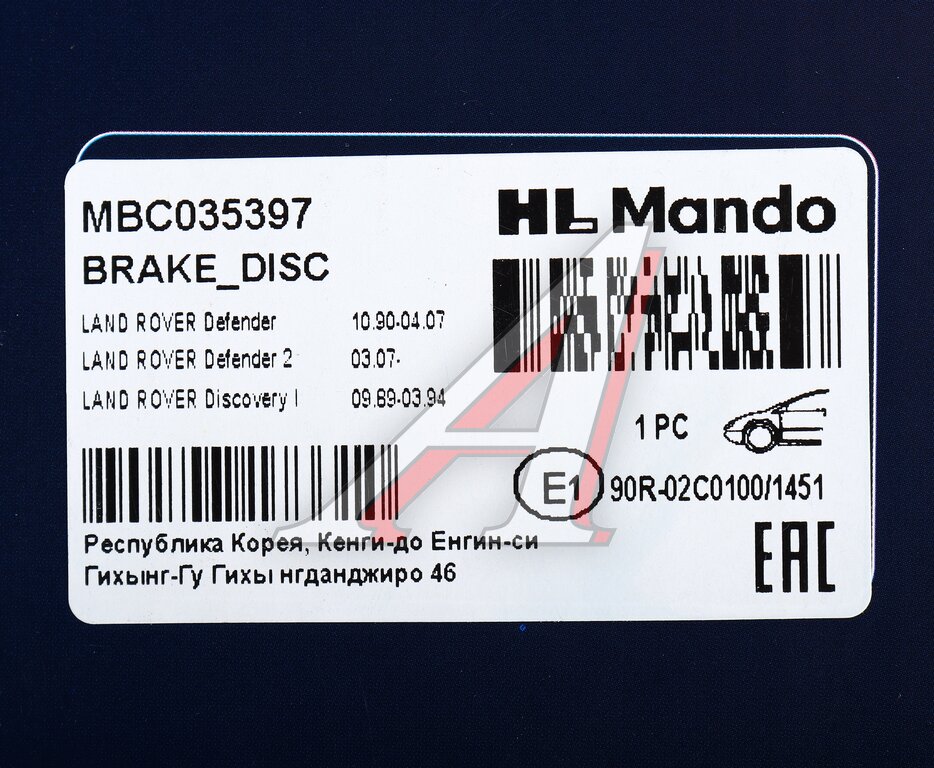 MBC035397
BRAKE_DISC
HL Mando
LAND ROVER Defender 10.90-04.07
LAND ROVER Defender 2 03.07-
LAND ROVER Discovery I 09.89-03.94
1 PC
E1 90R-02C0100/1451
Республика Корея, Кенги-до Енгин-си
Гихынг-Гу Гихы нгданджиро 46
EAC